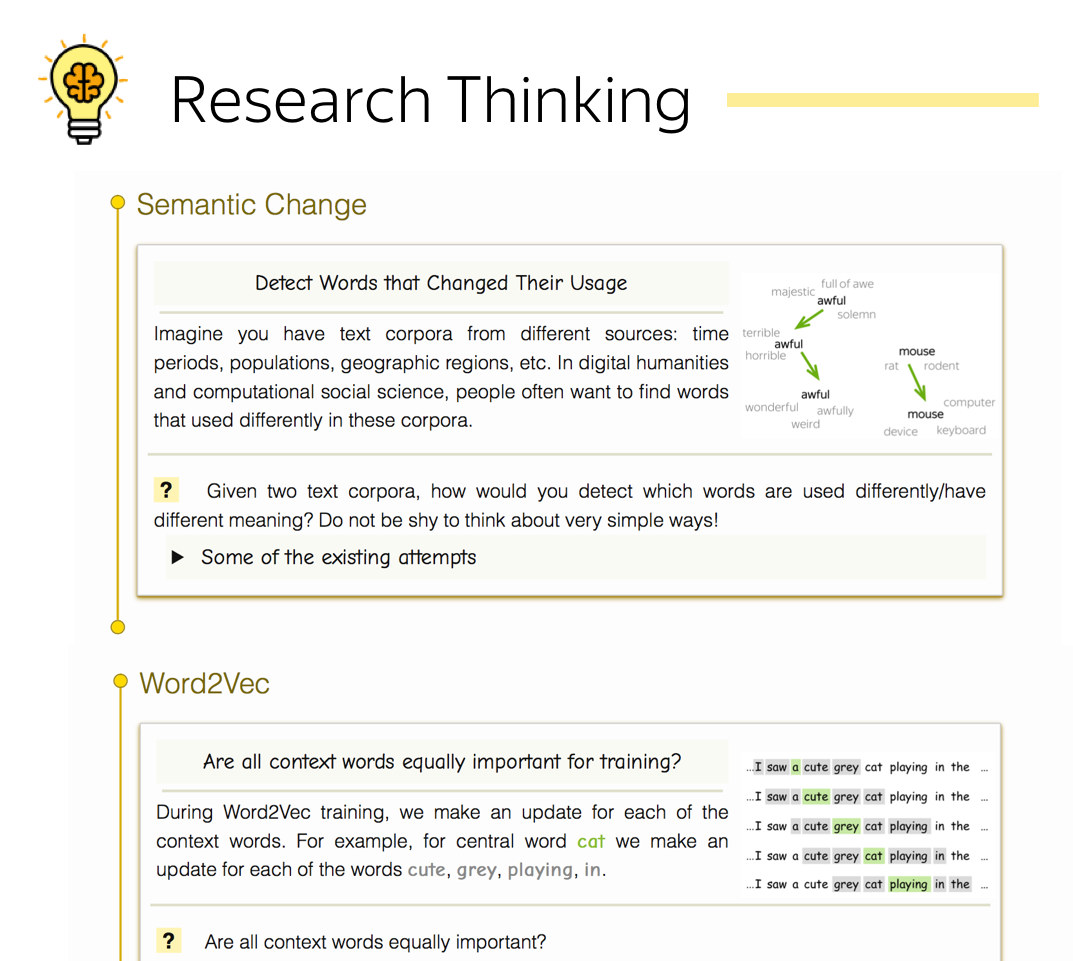 Research Thinking
Semantic Change
Detect Words that Changed Their Usage
Imagine you have text corpora from different sources: time
periods, populations, geographic regions, etc. In digital humanities
and computational social science, people often want to find words
that used differently in these corpora.
majestic full of awe
awful
solemn
terrible
awful
horrible
awful
wonderful awfully
weird
mouse
rat rodent
computer
mouse
device keyboard
? Given two text corpora, how would you detect which words are used differently/have
different meaning? Do not be shy to think about very simple ways!
▶ Some of the existing attempts
Word2Vec
Are all context words equally important for training?
During Word2Vec training, we make an update for each of the
context words. For example, for central word cat we make an
update for each of the words cute, grey, playing, in.
...I saw a cute grey cat playing in the ...
...I saw a cute grey cat playing in the ...
...I saw a cute grey cat playing in the ...
...I saw a cute grey cat playing in the ...
...I saw a cute grey cat playing in the ...
? Are all context words equally important?